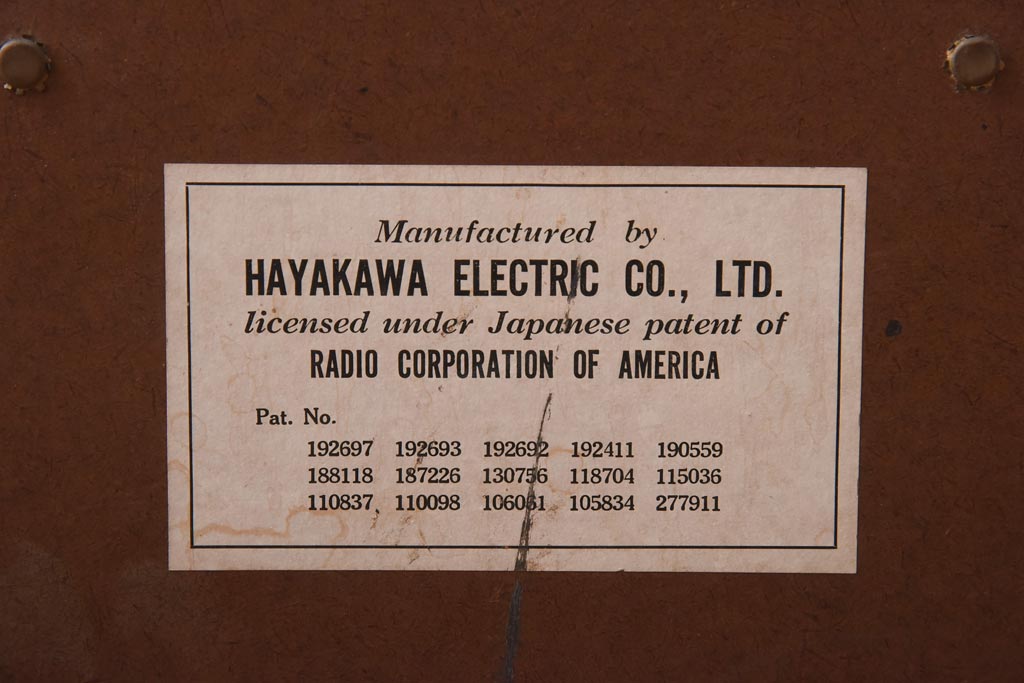 Manufactured by
HAYAKAWA ELECTRIC CO., LTD.
licensed under Japanese patent of
RADIO CORPORATION OF AMERICA
Pat. No.
192697 192693 192692 192411 190559
188118 187226 130756 118704 115036
110837 110098 106081 105834 277911